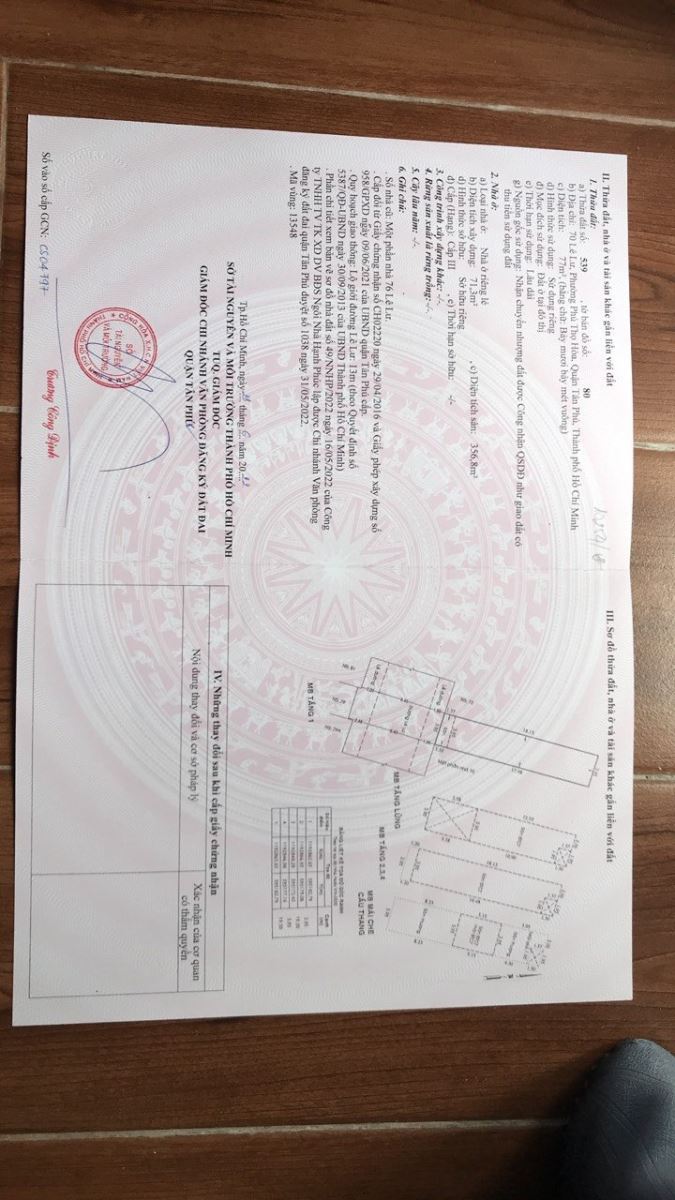 II. Thửa đất, nhà ở và tài sản khác gắn liền với đất
1. Thửa đất:
a) Thửa đất số: 539 , tờ bản đồ số: 80
b) Địa chỉ: 70 Lê Lư, Phường Phú Thọ Hòa, Quận Tân Phú, Thành phố Hồ Chí Minh
c) Diện tích: 77m², (bằng chữ: Bảy mươi bảy mét vuông)
d) Hình thức sử dụng: Sử dụng riêng
đ) Mục đích sử dụng: Đất ở tại đô thị
e) Thời hạn sử dụng: Lâu dài
g) Nguồn gốc sử dụng: Nhận chuyển nhượng đất được Công nhận QSDĐ như giao đất có
thu tiền sử dụng đất
2. Nhà ở:
a) Loại nhà ở: Nhà ở riêng lẻ
b) Diện tích xây dựng: 71,3m² , c) Diện tích sàn: 356,8m²
d) Hình thức sở hữu: Sở hữu riêng
đ) Cấp (Hạng): Cấp III , e) Thời hạn sở hữu: -/-
3. Công trình xây dựng khác: -/-
4. Rừng sản xuất là rừng trồng: -/-
5. Cây lâu năm: -/-
6. Ghi chú:
. Số nhà cũ: Một phần nhà 76 Lê Lư.
. Cấp đổi từ Giấy chứng nhận số CH02220 ngày 29/04/2016 và Giấy phép xây dựng số
958/GPXD ngày 09/06/2021 của UBND quận Tân Phú cấp.
. Quy hoạch giao thông: Lộ giới đường Lê Lư: 13m (theo Quyết định số
5387/QĐ-UBND ngày 30/09/2013 của UBND Thành phố Hồ Chí Minh)
. Phần chi tiết xem bản vẽ sơ đồ nhà đất số 49/NNHP/2022 ngày 16/05/2022 của Công
ty TNHH TV TK XD DV BĐS Ngôi Nhà Hạnh Phúc lập được Chi nhánh Văn phòng
đăng ký đất đai quận Tân Phú duyệt số 1038 ngày 31/05/2022.
. Mã vùng: 13548
Tp.Hồ Chí Minh, ngày tháng năm 20
SỞ TÀI NGUYÊN VÀ MÔI TRƯỜNG THÀNH PHỐ HỒ CHÍ MINH
TUQ. GIÁM ĐỐC
GIÁM ĐỐC CHI NHÁNH VĂN PHÒNG ĐĂNG KÝ ĐẤT ĐAI
QUẬN TÂN PHÚ
SỞ
TÀI NGUYÊN
VÀ MÔI TRƯỜNG
Trương Công Định
Số vào sổ cấp GCN: CS04797
III. Sơ đồ thửa đất, nhà ở và tài sản khác gắn liền với đất
MB TẦNG 1
MB TẦNG LỬNG
MB TẦNG 2,3,4
MB MÁI CHE
CẦU THANG
IV. Những thay đổi sau khi cấp giấy chứng nhận
Nội dung thay đổi và cơ sở pháp lý
Xác nhận của cơ quan
có thẩm quyền